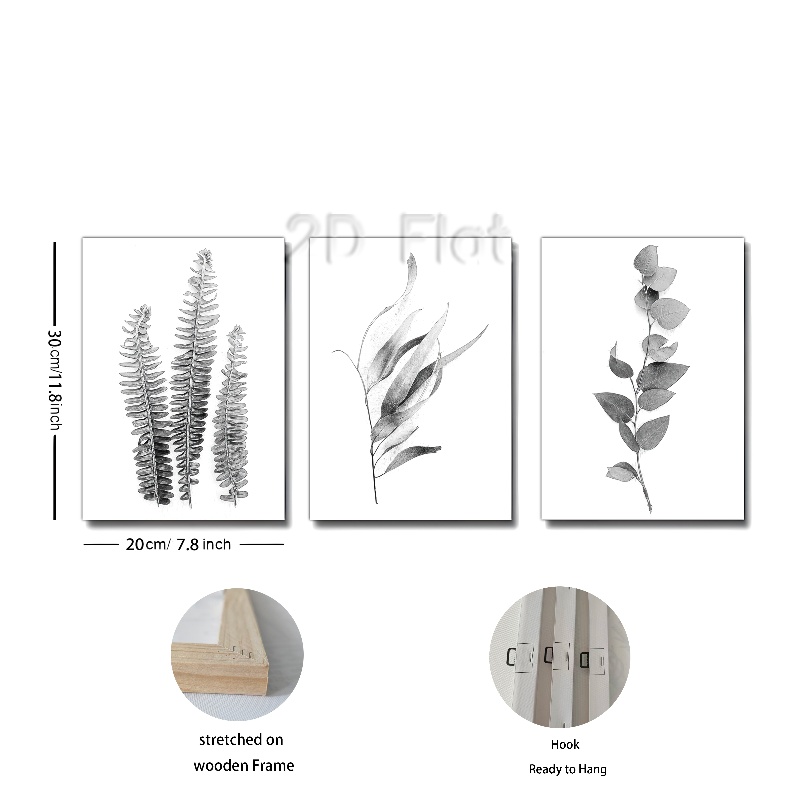 2D Flat
30cm/11.8inch
20cm/ 7.8 inch
stretched on
wooden Frame
Hook
Ready to Hang